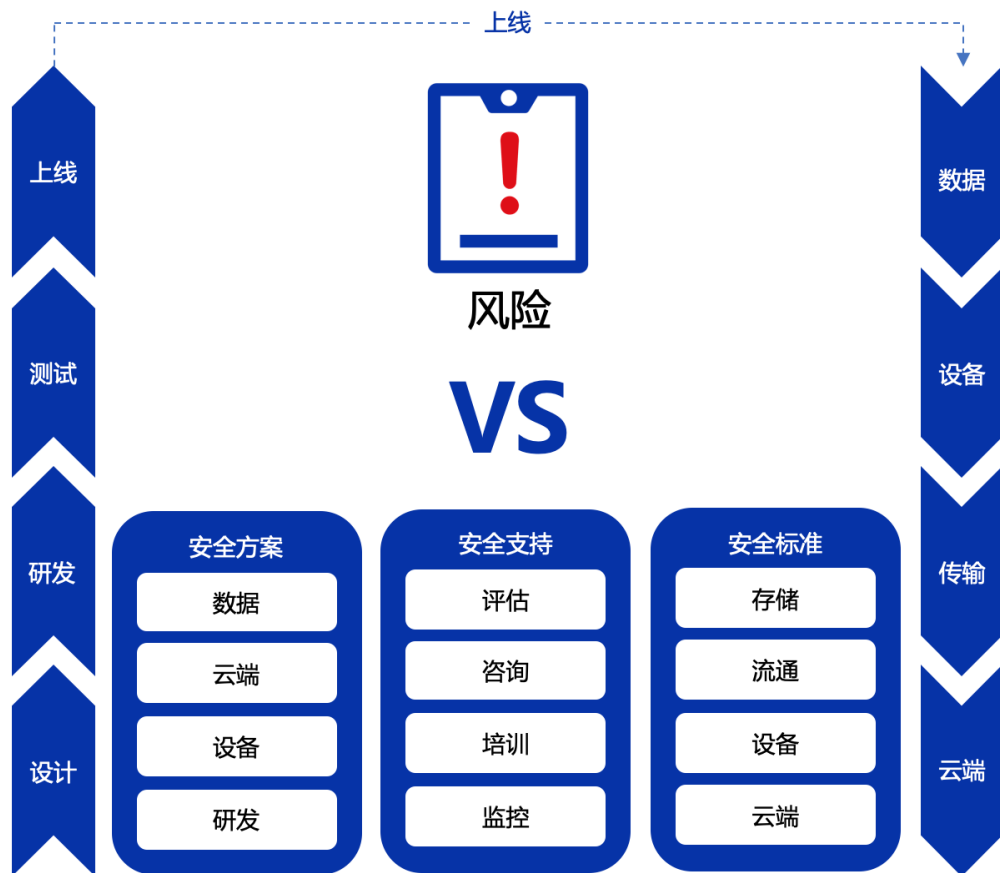 上线
上线
测试
研发
设计
风险
VS
安全方案
数据
云端
设备
研发
安全支持
评估
咨询
培训
监控
安全标准
存储
流通
设备
云端
数据
设备
传输
云端